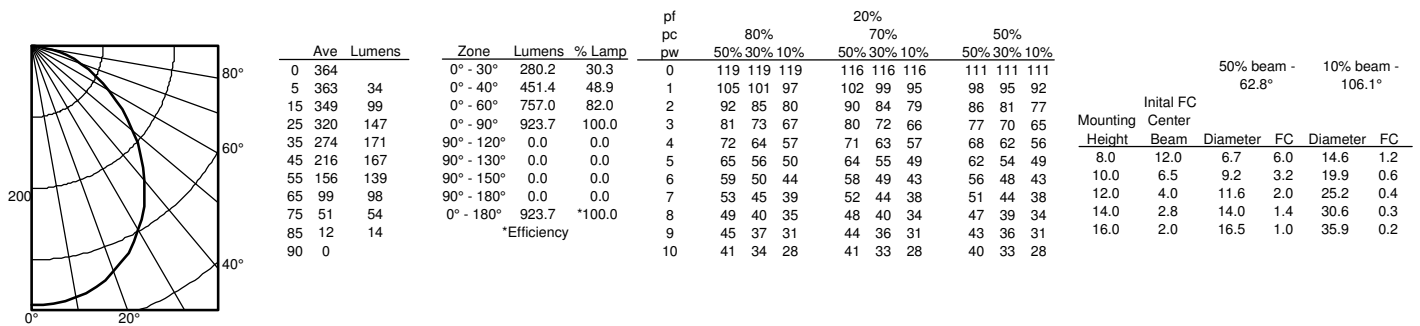 80°
60°
200
40°
0° 20°
Ave Lumens
0 364
5 363 34
15 349 99
25 320 147
35 274 171
45 216 167
55 156 139
65 99 98
75 51 54
85 12 14
90 0
Zone Lumens % Lamp
0° - 30° 280.2 30.3
0° - 40° 451.4 48.9
0° - 60° 757.0 82.0
0° - 90° 923.7 100.0
90° - 120° 0.0 0.0
90° - 130° 0.0 0.0
90° - 150° 0.0 0.0
90° - 180° 0.0 0.0
0° - 180° 923.7 *100.0
*Efficiency
pf 20%
pc 80% 70% 50%
pw 50% 30% 10% 50% 30% 10% 50% 30% 10%
0 119 119 119 116 116 116 111 111 111
1 105 101 97 102 99 95 98 95 92
2 92 85 80 90 84 79 86 81 77
3 81 73 67 80 72 66 77 70 65
4 72 64 57 71 63 57 68 62 56
5 65 56 50 64 55 49 62 54 49
6 59 50 44 58 49 43 56 48 43
7 53 45 39 52 44 38 51 44 38
8 49 40 35 48 40 34 47 39 34
9 45 37 31 44 36 31 43 36 31
10 41 34 28 41 33 28 40 33 28
50% beam - 10% beam -
62.8° 106.1°
Inital FC
Mounting Center
Height Beam Diameter FC Diameter FC
8.0 12.0 6.7 6.0 14.6 1.2
10.0 6.5 9.2 3.2 19.9 0.6
12.0 4.0 11.6 2.0 25.2 0.4
14.0 2.8 14.0 1.4 30.6 0.3
16.0 2.0 16.5 1.0 35.9 0.2